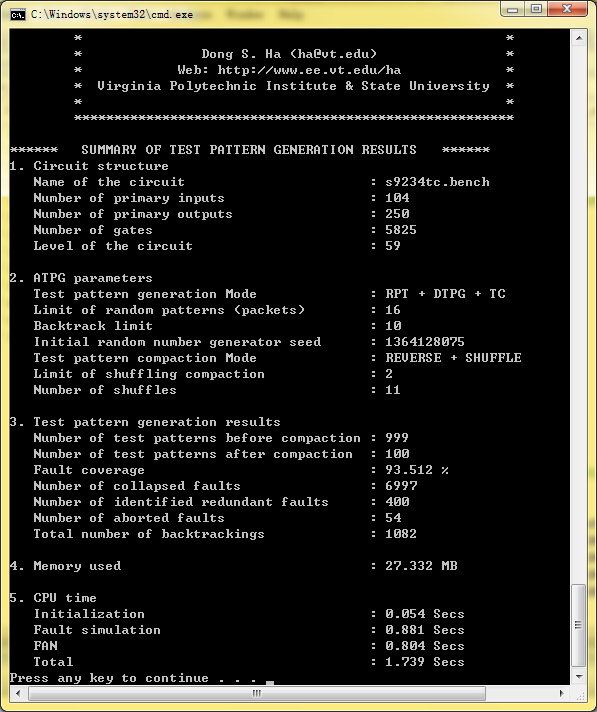 C:\Windows\system32\cmd.exe
* *
* Dong S. Ha (ha@vt.edu) *
* Web: http://www.ee.vt.edu/ha *
* Virginia Polytechnic Institute & State University *
* *
*******************************************************
****** SUMMARY OF TEST PATTERN GENERATION RESULTS ******
1. Circuit structure
Name of the circuit : s9234tc.bench
Number of primary inputs : 104
Number of primary outputs : 250
Number of gates : 5825
Level of the circuit : 59
2. ATPG parameters
Test pattern generation Mode : RPT + DTPG + TC
Limit of random patterns (packets) : 16
Backtrack limit : 10
Initial random number generator seed : 1364128075
Test pattern compaction Mode : REVERSE + SHUFFLE
Limit of shuffling compaction : 2
Number of shuffles : 11
3. Test pattern generation results
Number of test patterns before compaction : 999
Number of test patterns after compaction : 100
Fault coverage : 93.512 %
Number of collapsed faults : 6997
Number of identified redundant faults : 400
Number of aborted faults : 54
Total number of backtrackings : 1082
4. Memory used : 27.332 MB
5. CPU time
Initialization : 0.054 Secs
Fault simulation : 0.881 Secs
FAN : 0.804 Secs
Total : 1.739 Secs
Press any key to continue . . .